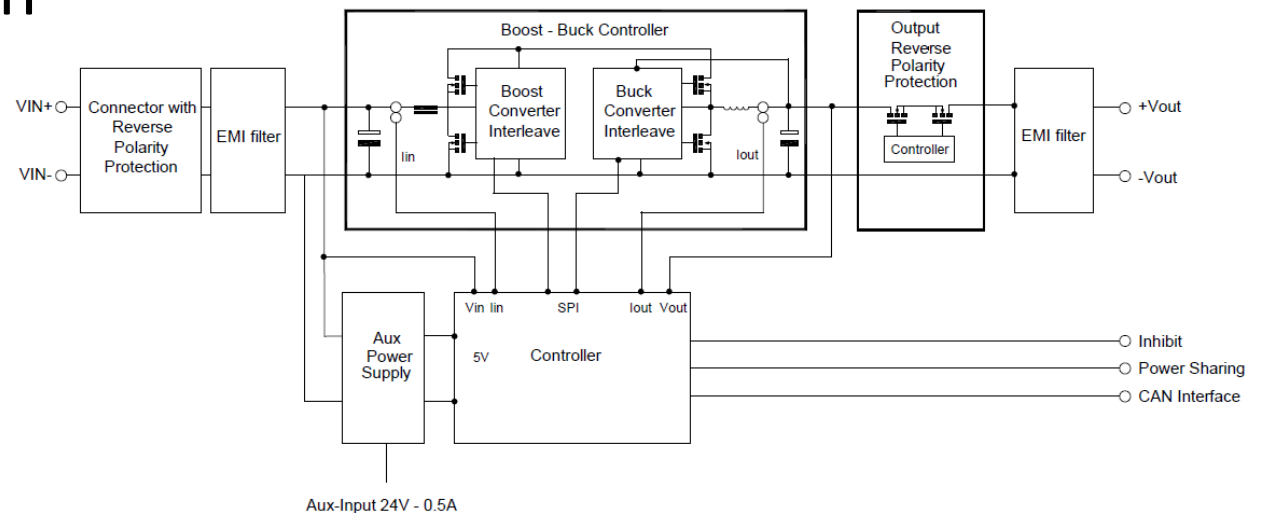 Boost - Buck Controller
Output
Reverse
Polarity
Protection
VIN+
Connector with
Reverse
Polarity
Protection
EMI filter
Boost
Converter
Interleave
Buck
Converter
Interleave
Iin
Iout
Controller
EMI filter
+Vout
VIN-
-Vout
Vin Iin
SPI
Iout Vout
Aux
Power
Supply
5V
Controller
Inhibit
Power Sharing
CAN Interface
Aux-Input 24V - 0.5A